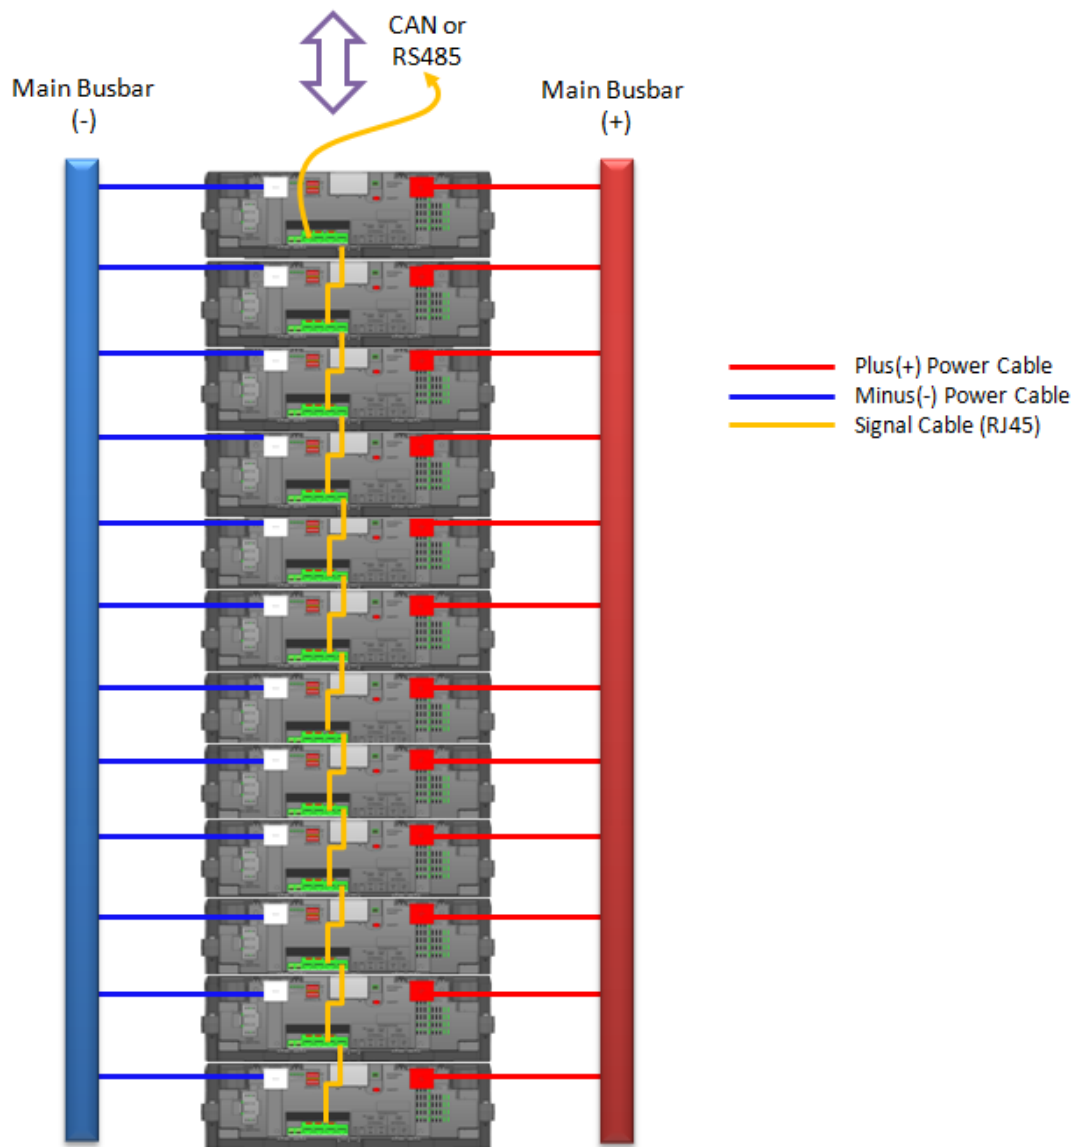 CAN or
RS485
Main Busbar
(-)
Main Busbar
(+)
Plus(+) Power Cable
Minus(-) Power Cable
Signal Cable (RJ45)